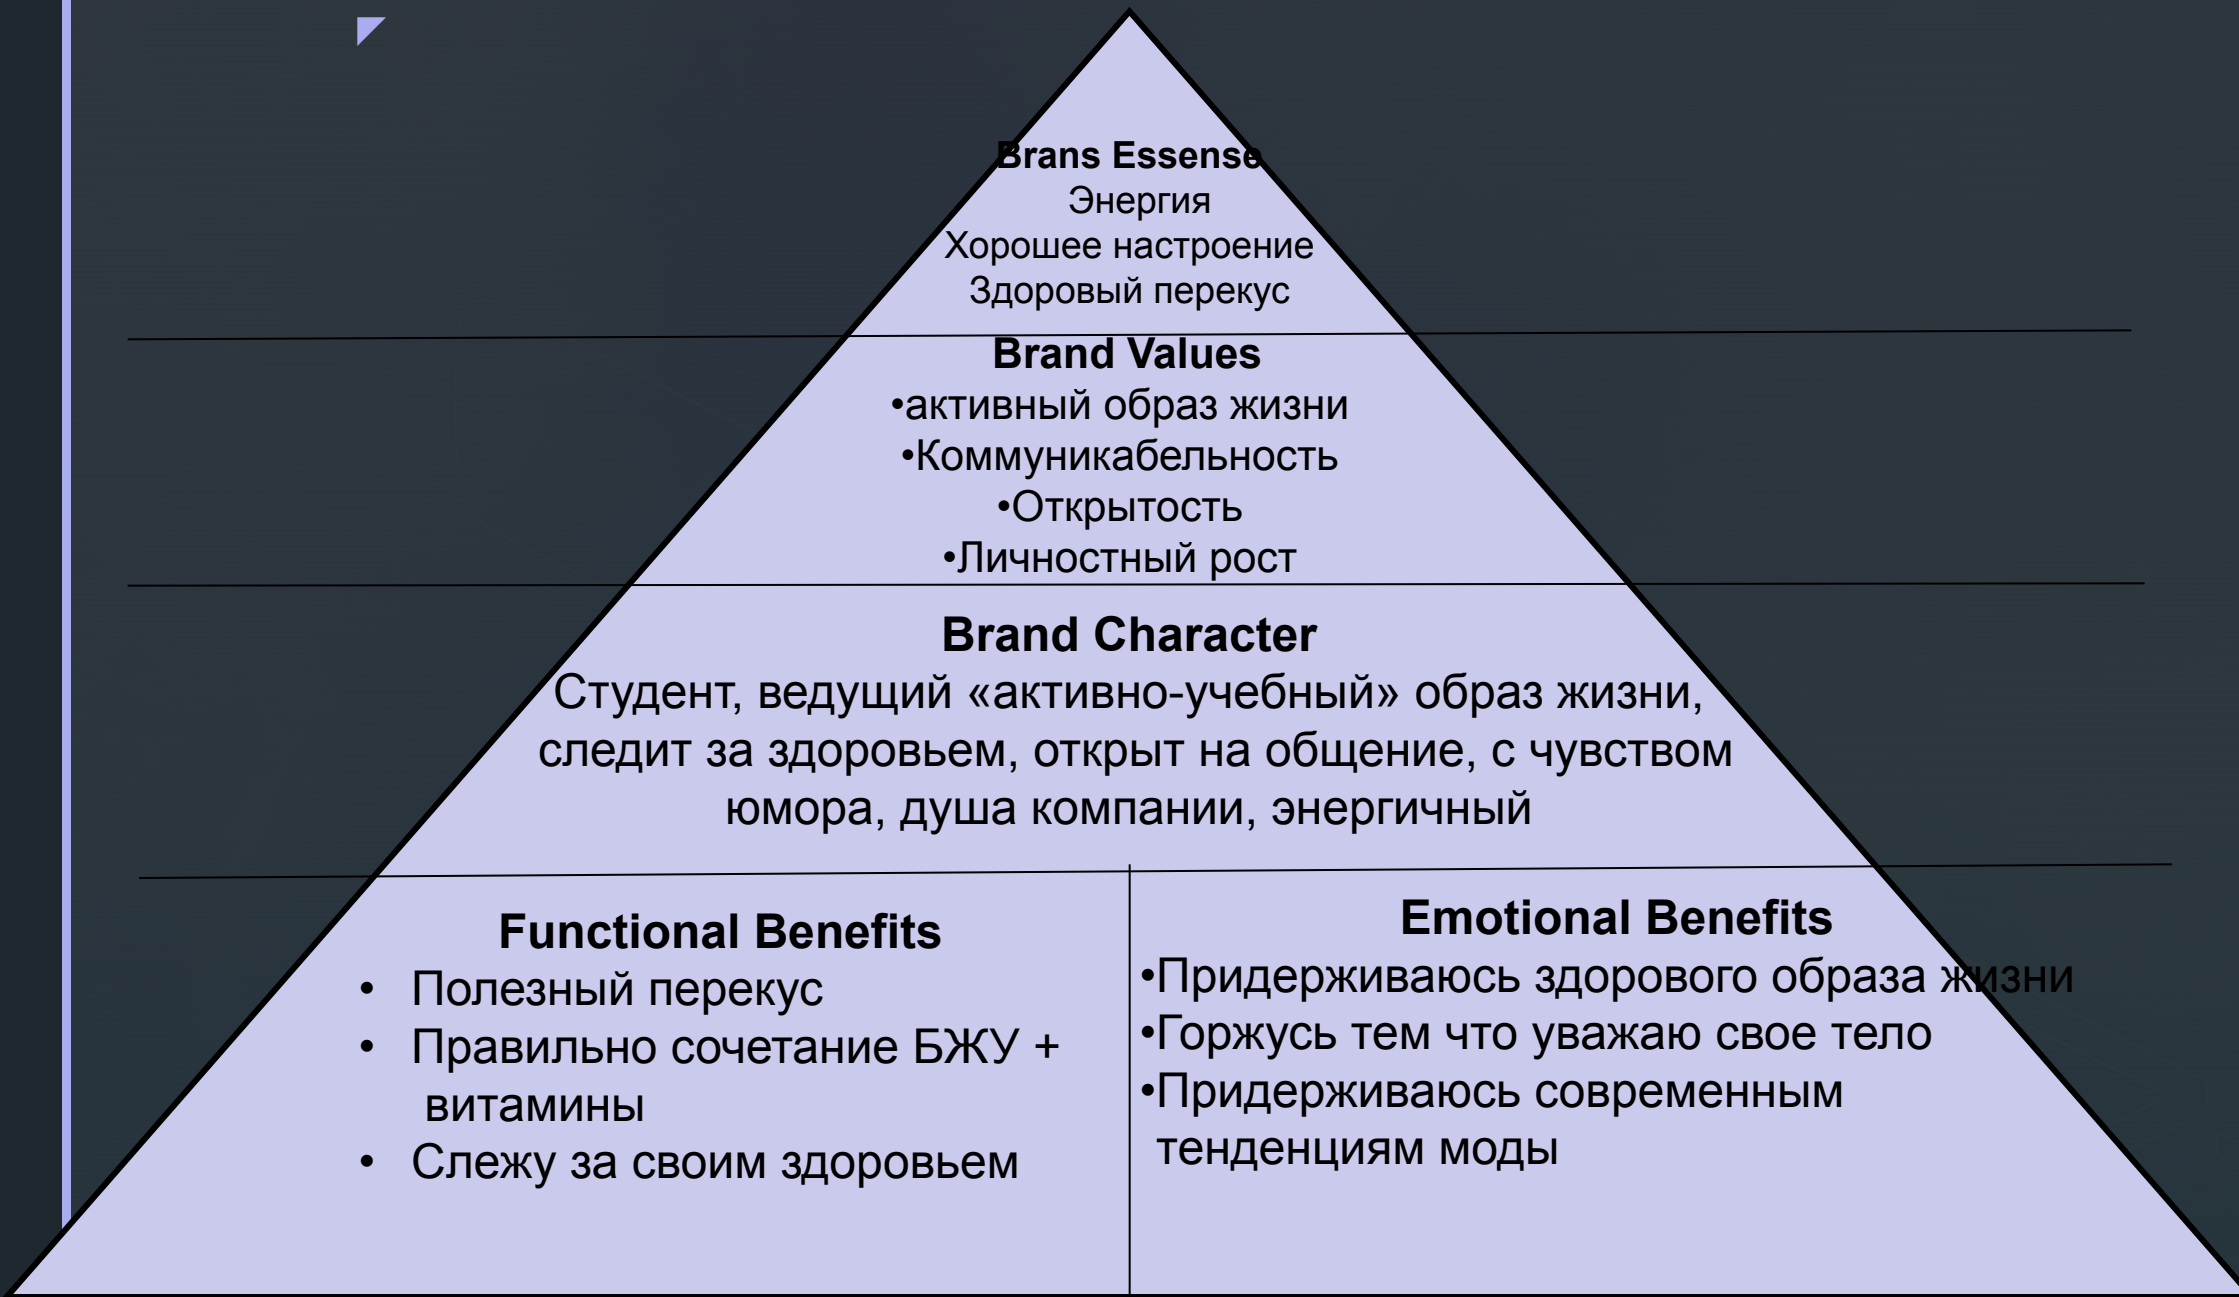 Brans Essense
Энергия
Хорошее настроение
Здоровый перекус
Brand Values
•активный образ жизни
•Коммуникабельность
•Открытость
•Личностный рост
Brand Character
Студент, ведущий «активно-учебный» образ жизни,
следит за здоровьем, открыт на общение, с чувством
юмора, душа компании, энергичный
Functional Benefits
• Полезный перекус
• Правильно сочетание БЖУ +
витамины
• Слежу за своим здоровьем
Emotional Benefits
•Придерживаюсь здорового образа жизни
•Горжусь тем что уважаю свое тело
•Придерживаюсь современным
тенденциям моды